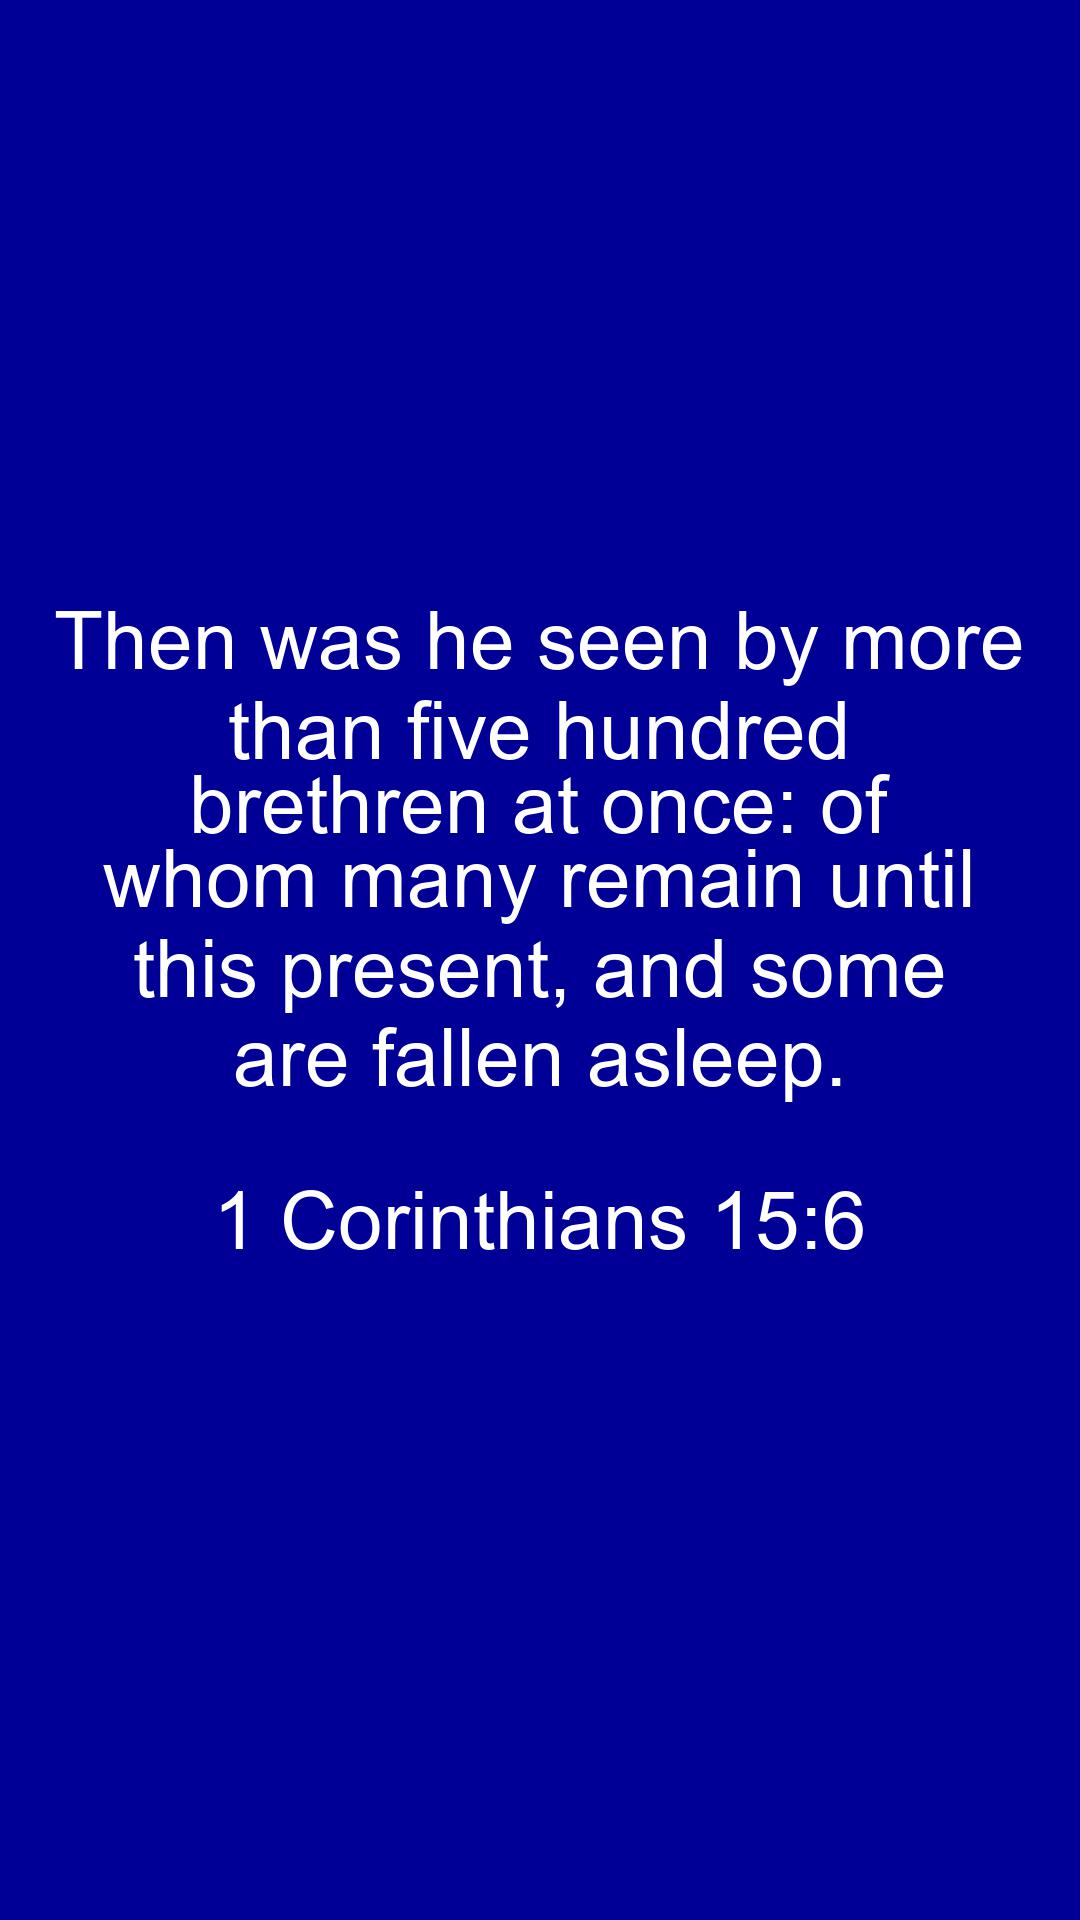 Then was he seen by more
than five hundred
brethren at once: of
whom many remain until
this present, and some
are fallen asleep.
1 Corinthians 15:6